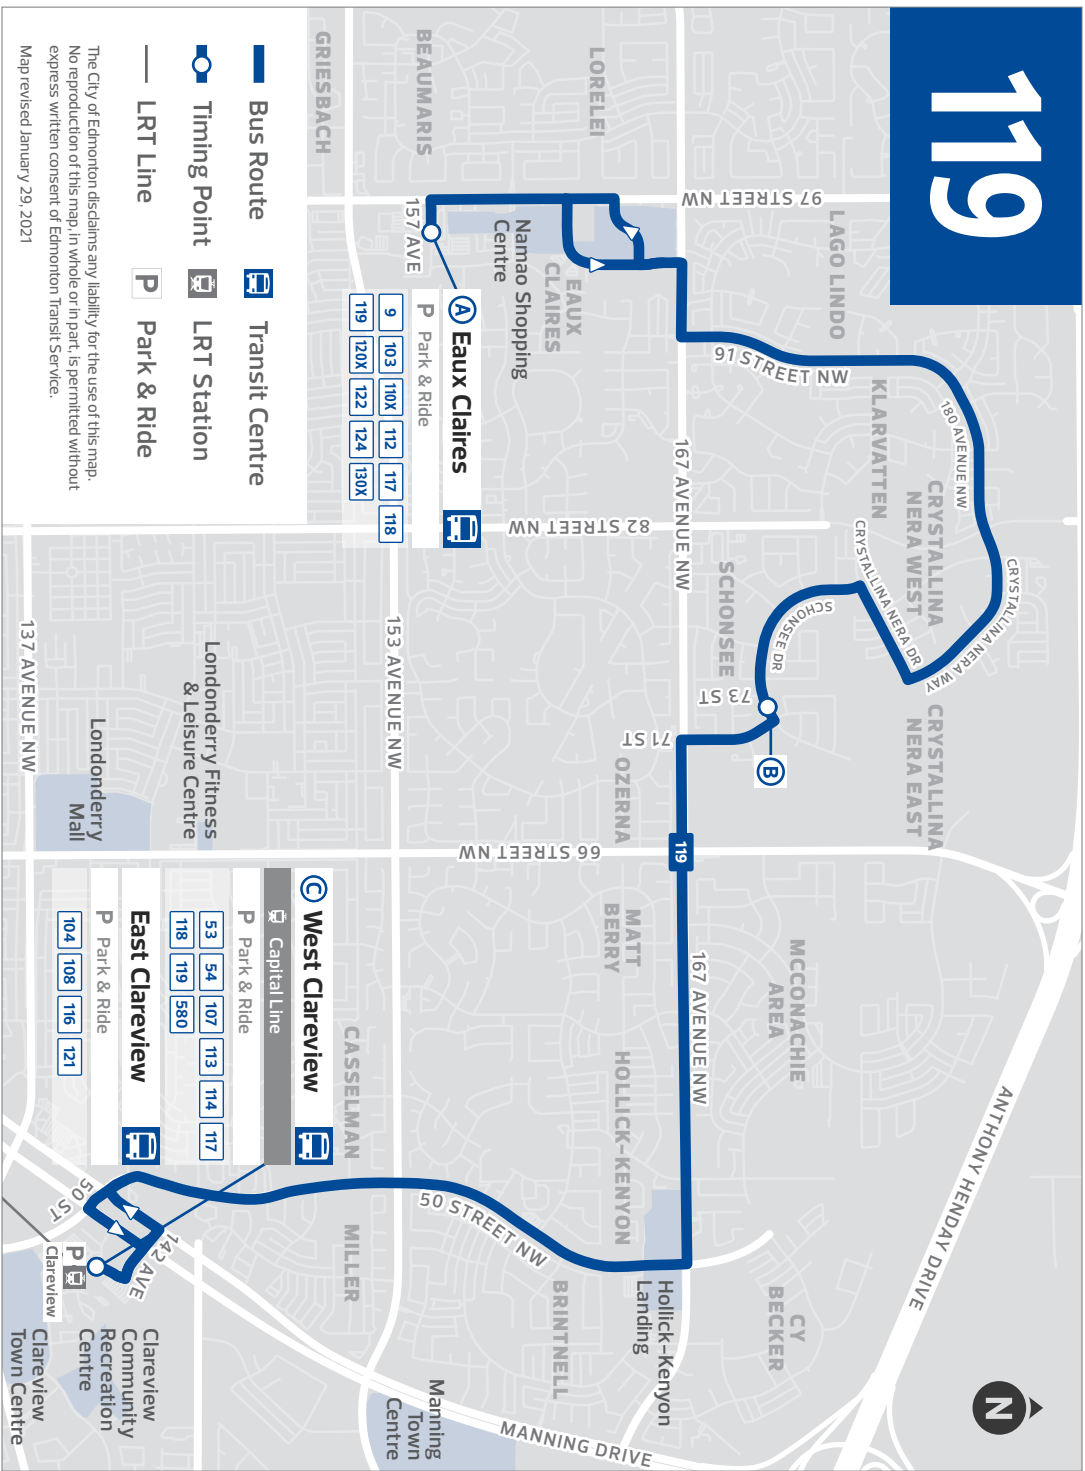 119
GRIESBACH
BEAUMARIS
LORELEI
LAGO LINDO
97 STREET NW
157 AVE
Namao Shopping
Centre
EAUX
CLAIRES
91 STREET NW
KLARVATTEN
180 AVENUE NW
CRYSTALLINA
NERA WEST
CRYSTALLINA NERA WAY
CRYSTALLINA NERA DR
SCHONSEE DR
SCHONSEE
CRYSTALLINA
NERA EAST
73 ST
71 ST
B
167 AVENUE NW
82 STREET NW
A Eaux Claires
P Park & Ride
9 103 110X 112 117 118
119 120X 122 124 130X
Bus Route
Timing Point
LRT Line
Transit Centre
LRT Station
P Park & Ride
The City of Edmonton disclaims any liability for the use of this map.
No reproduction of this map, in whole or in part, is permitted without
express written consent of Edmonton Transit Service.
Map revised January 29, 2021
137 AVENUE NW
153 AVENUE NW
Londonderry Fitness
& Leisure Centre
Londonderry
Mall
OZERNA
66 STREET NW
119
MATT
BERRY
MCCONACHIE
AREA
167 AVENUE NW
HOLLICK-KENYON
ANTHONY HENDAY DRIVE
C West Clareview
Capital Line
P Park & Ride
53 54 107 113 114 117
118 119 580
East Clareview
P Park & Ride
104 108 116 121
CASSELMAN
MILLER
50 STREET NW
BRINTNELL
Hollick-Kenyon
Landing
CY
BECKER
50 ST
142 AVE
P
Clareview
Clareview
Community
Recreation
Centre
Clareview
Town Centre
Manning
Town
Centre
MANNING DRIVE
N